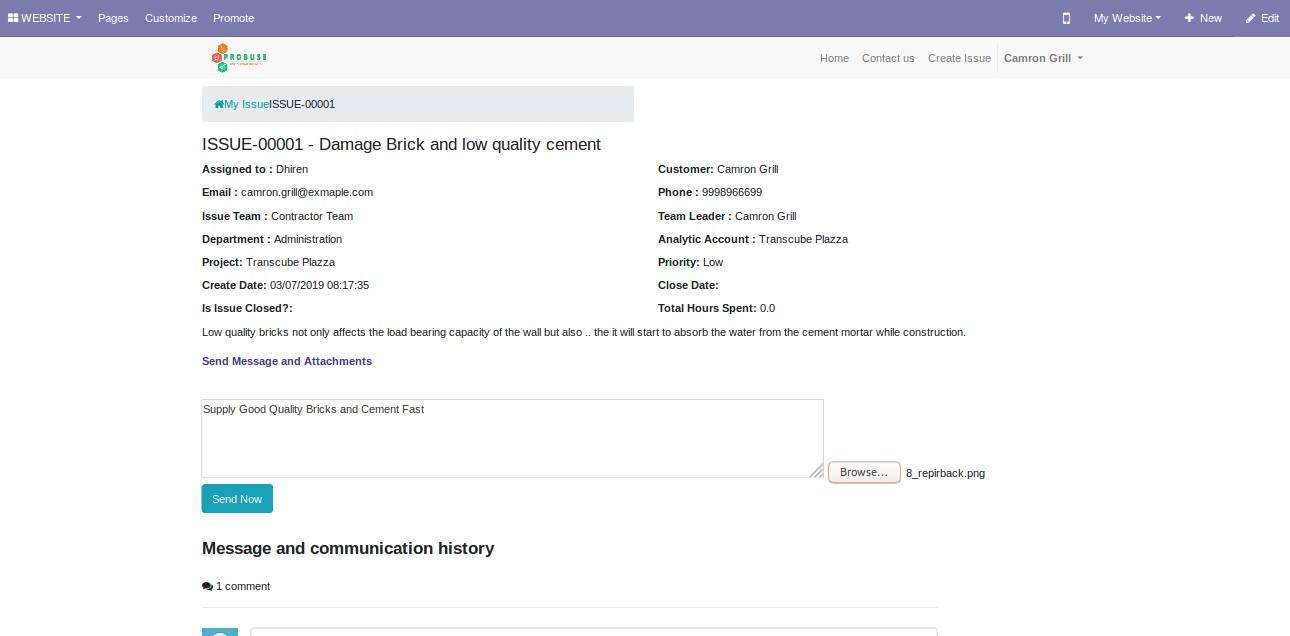 WEBSITE Pages Customize Promote My Website New Edit
PROBUSE
Home Contact us Create Issue Camron Grill
My IssueISSUE-00001
ISSUE-00001 - Damage Brick and low quality cement
Assigned to : Dhiren Customer: Camron Grill
Email : camron.grill@exmaple.com Phone : 9998966699
Issue Team : Contractor Team Team Leader : Camron Grill
Department : Administration Analytic Account : Transcube Plazza
Project: Transcube Plazza Priority: Low
Create Date: 03/07/2019 08:17:35 Close Date:
Is Issue Closed?: Total Hours Spent: 0.0
Low quality bricks not only affects the load bearing capacity of the wall but also .. the it will start to absorb the water from the cement mortar while construction.
Send Message and Attachments
Supply Good Quality Bricks and Cement Fast
Browse... 8_repirback.png
Send Now
Message and communication history
1 comment